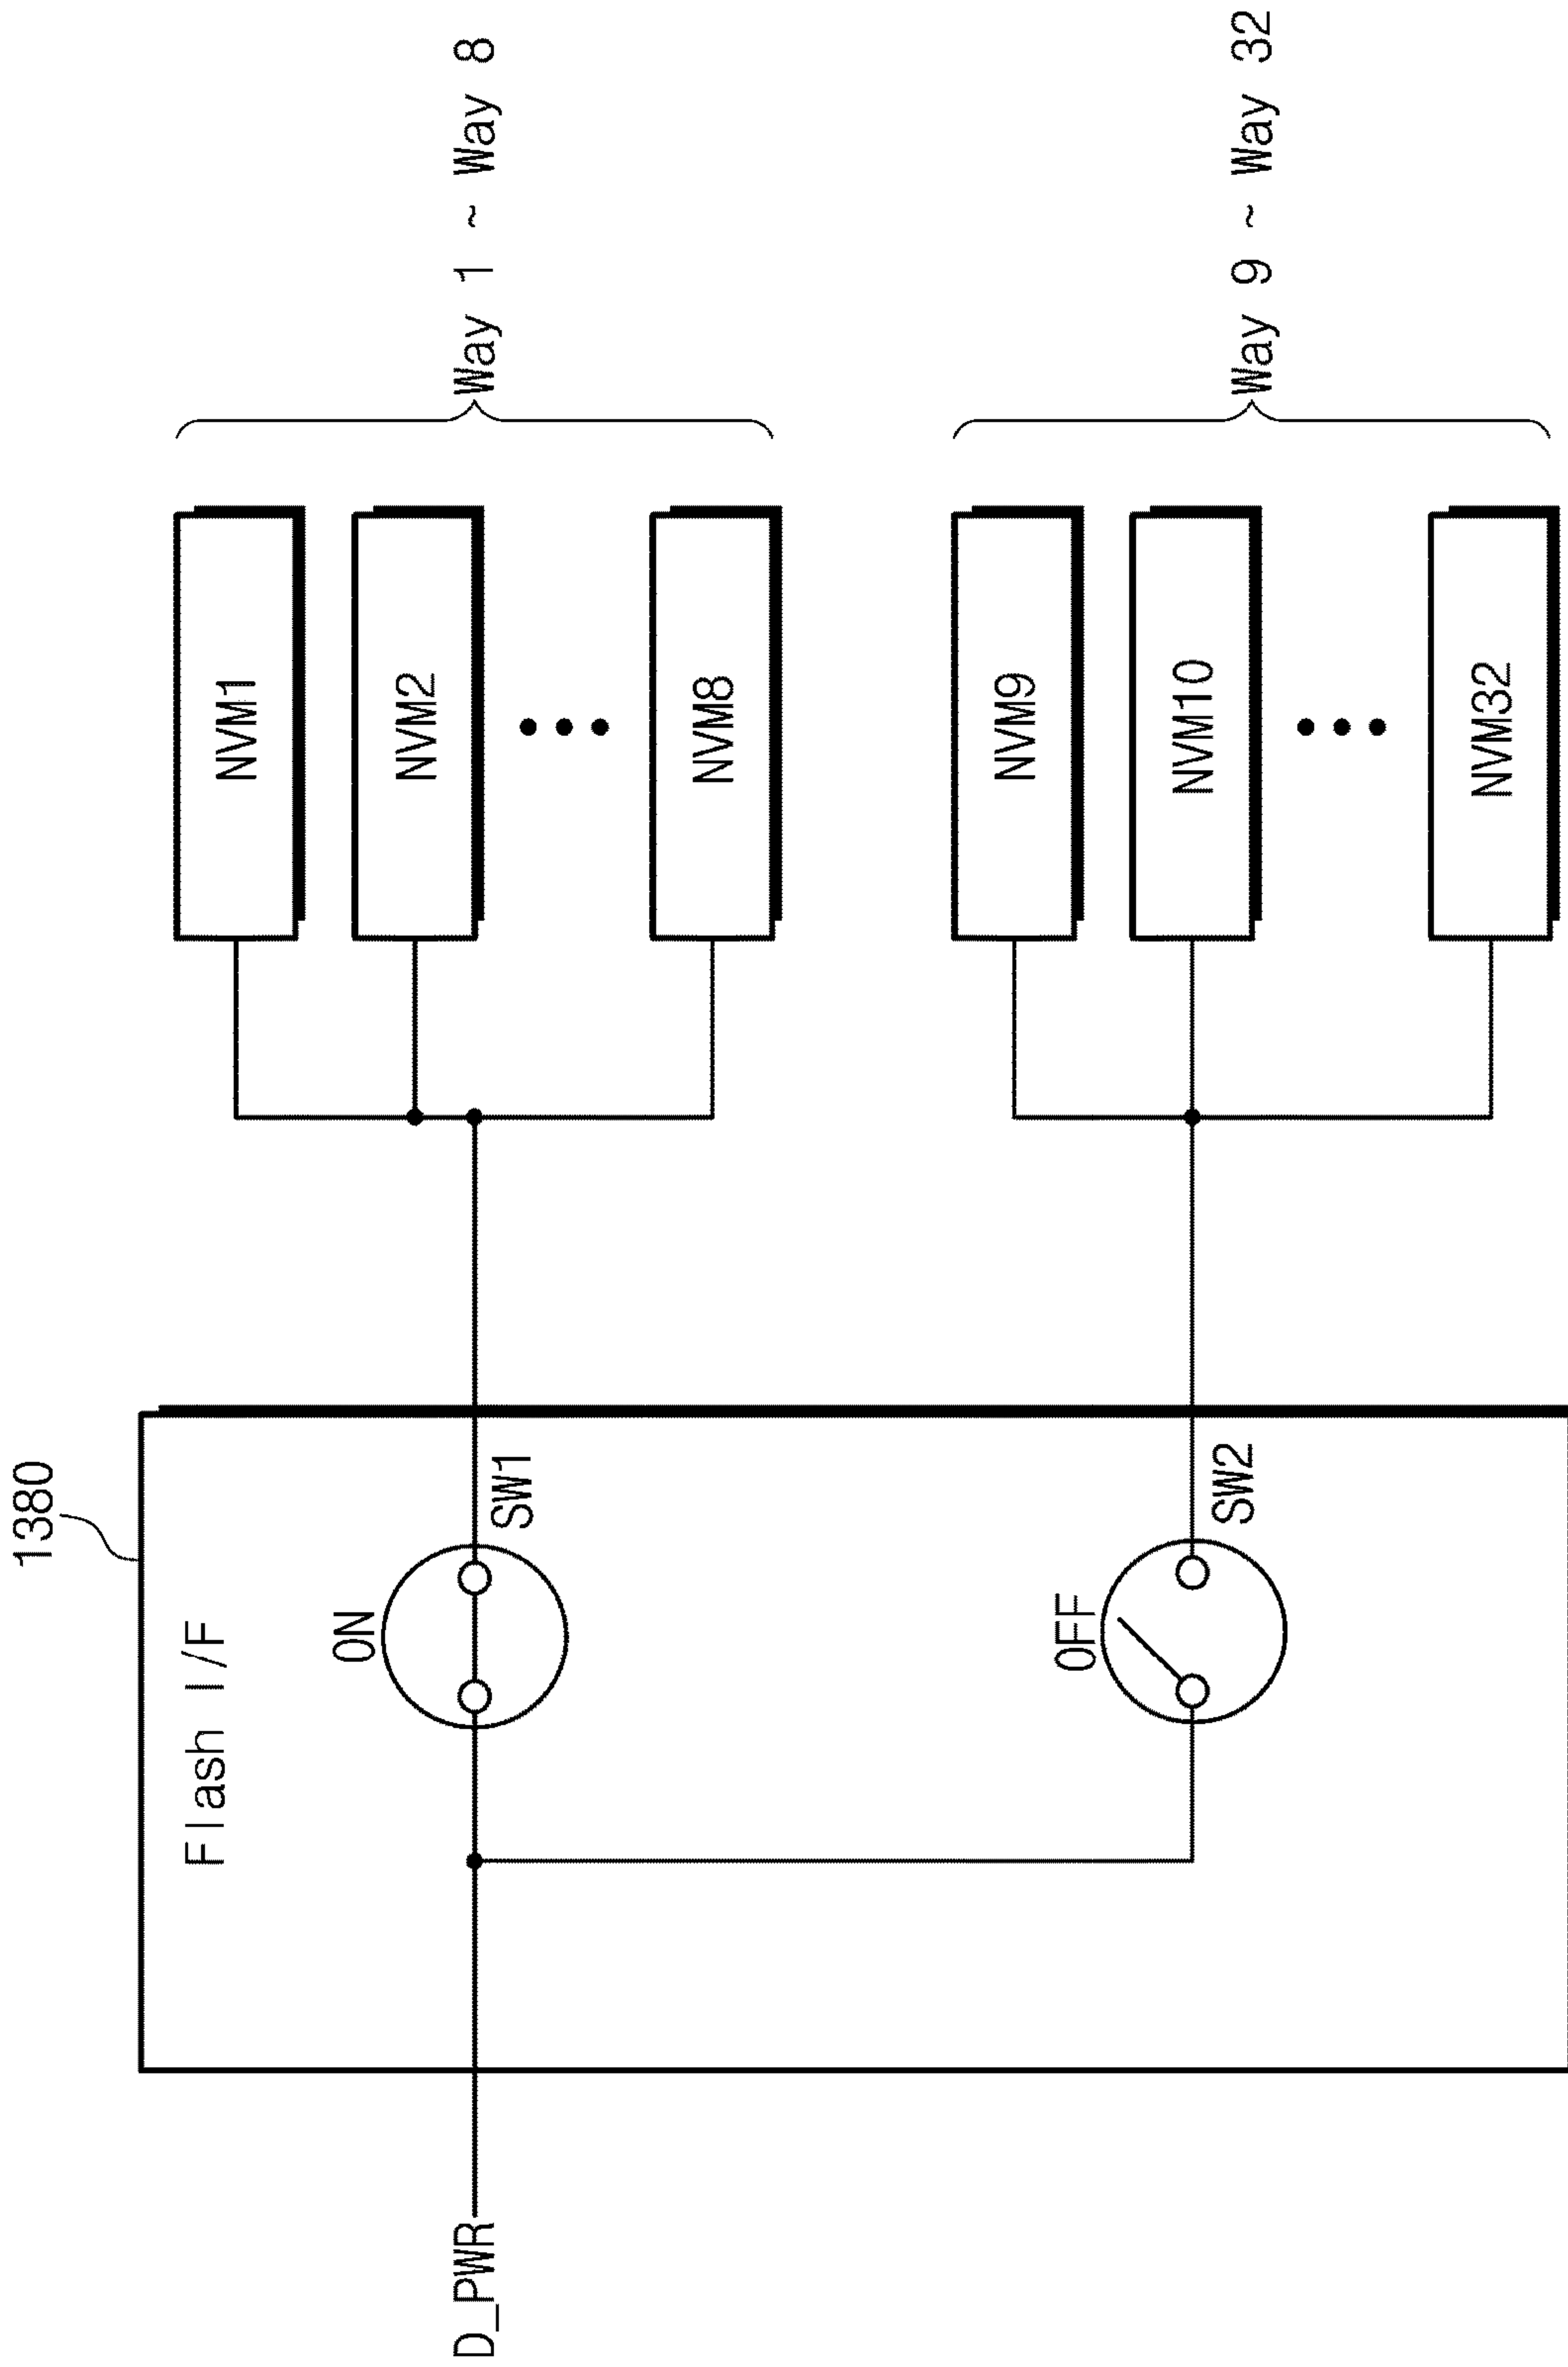 1380
Flash I/F
D_PWR
ON
SW1
OFF
SW2
NVM1
NVM2
NVM8
Way 1 ~ Way 8
NVM9
NVM10
NVM32
Way 9 ~ Way 32